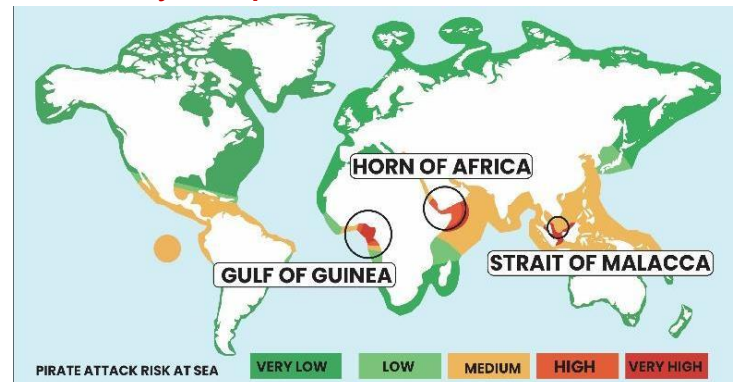 HORN OF AFRICA
GULF OF GUINEA
STRAIT OF MALACCA
PIRATE ATTACK RISK AT SEA
VERY LOW
LOW
MEDIUM
HIGH
VERY HIGH